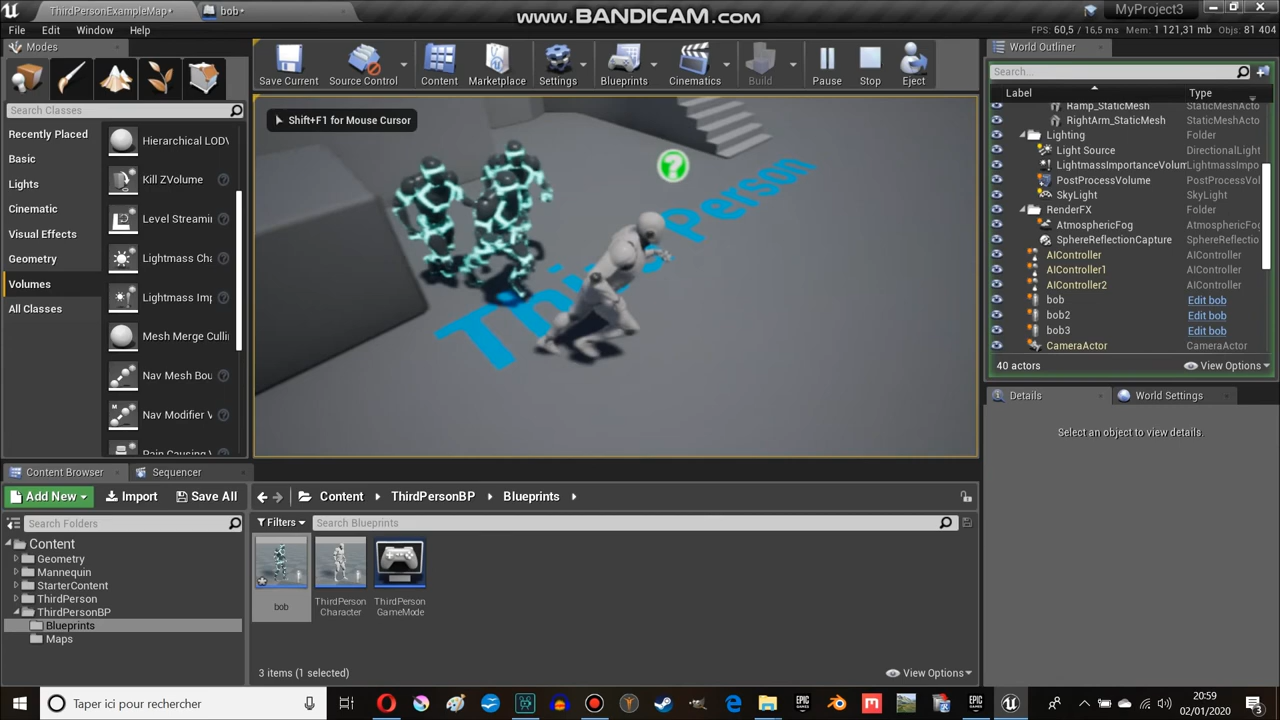 ThirdPersonExampleMap*
bob*
www.BANDICAM.com
MyProject3
File Edit Window Help
FPS: 60,5 / 16,5 ms Mem: 1 121,31 mb Objs: 81 404
Modes
Save Current
Source Control
Content
Marketplace
Settings
Blueprints
Cinematics
Build
Pause
Stop
Eject
World Outliner
Search...
Label Type
Search Classes
Recently Placed
Basic
Lights
Cinematic
Visual Effects
Geometry
Volumes
All Classes
Hierarchical LODV
Kill ZVolume
Level Streami
Lightmass Cha
Lightmass Imp
Mesh Merge Culli
Nav Mesh Bou
Nav Modifier V
Pain Causing V
Shift+F1 for Mouse Cursor
Third Person
Ramp_StaticMesh StaticMeshActo
RightArm_StaticMesh StaticMeshActo
Lighting Folder
Light Source DirectionalLight
LightmassImportanceVolum LightmassImpo
PostProcessVolume PostProcessVol
SkyLight SkyLight
RenderFX Folder
AtmosphericFog AtmosphericFog
SphereReflectionCapture SphereReflectio
AIController AIController
AIController1 AIController
AIController2 AIController
bob Edit bob
bob2 Edit bob
bob3 Edit bob
CameraActor CameraActor
40 actors View Options
Details
World Settings
Select an object to view details.
Content Browser
Sequencer
Add New Import Save All
Content ThirdPersonBP Blueprints
Search Folders
Filters
Search Blueprints
Content
Geometry
Mannequin
StarterContent
ThirdPerson
ThirdPersonBP
Blueprints
Maps
bob
ThirdPerson
Character
ThirdPerson
GameMode
3 items (1 selected)
View Options
Taper ici pour rechercher
20:59
02/01/2020